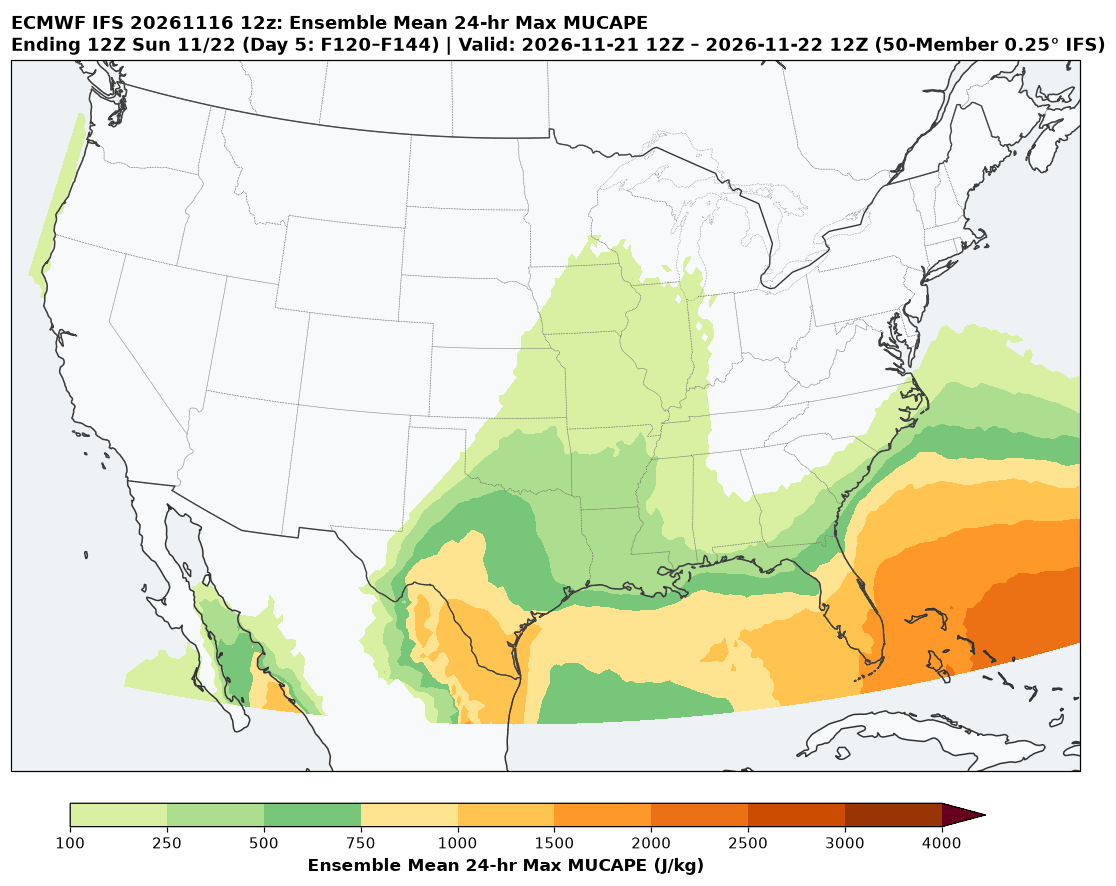 ECMWF IFS 20261116 12z: Ensemble Mean 24-hr Max MUCAPE
Ending 12Z Sun 11/22 (Day 5: F120–F144) | Valid: 2026-11-21 12Z – 2026-11-22 12Z (50-Member 0.25° IFS)
100 250 500 750 1000 1500 2000 2500 3000 4000
Ensemble Mean 24-hr Max MUCAPE (J/kg)